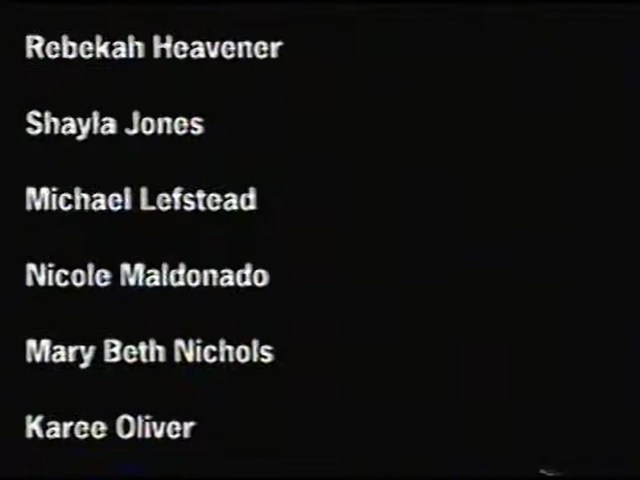 Rebekah Heavener
Shayla Jones
Michael Lefstead
Nicole Maldonado
Mary Beth Nichols
Karee Oliver